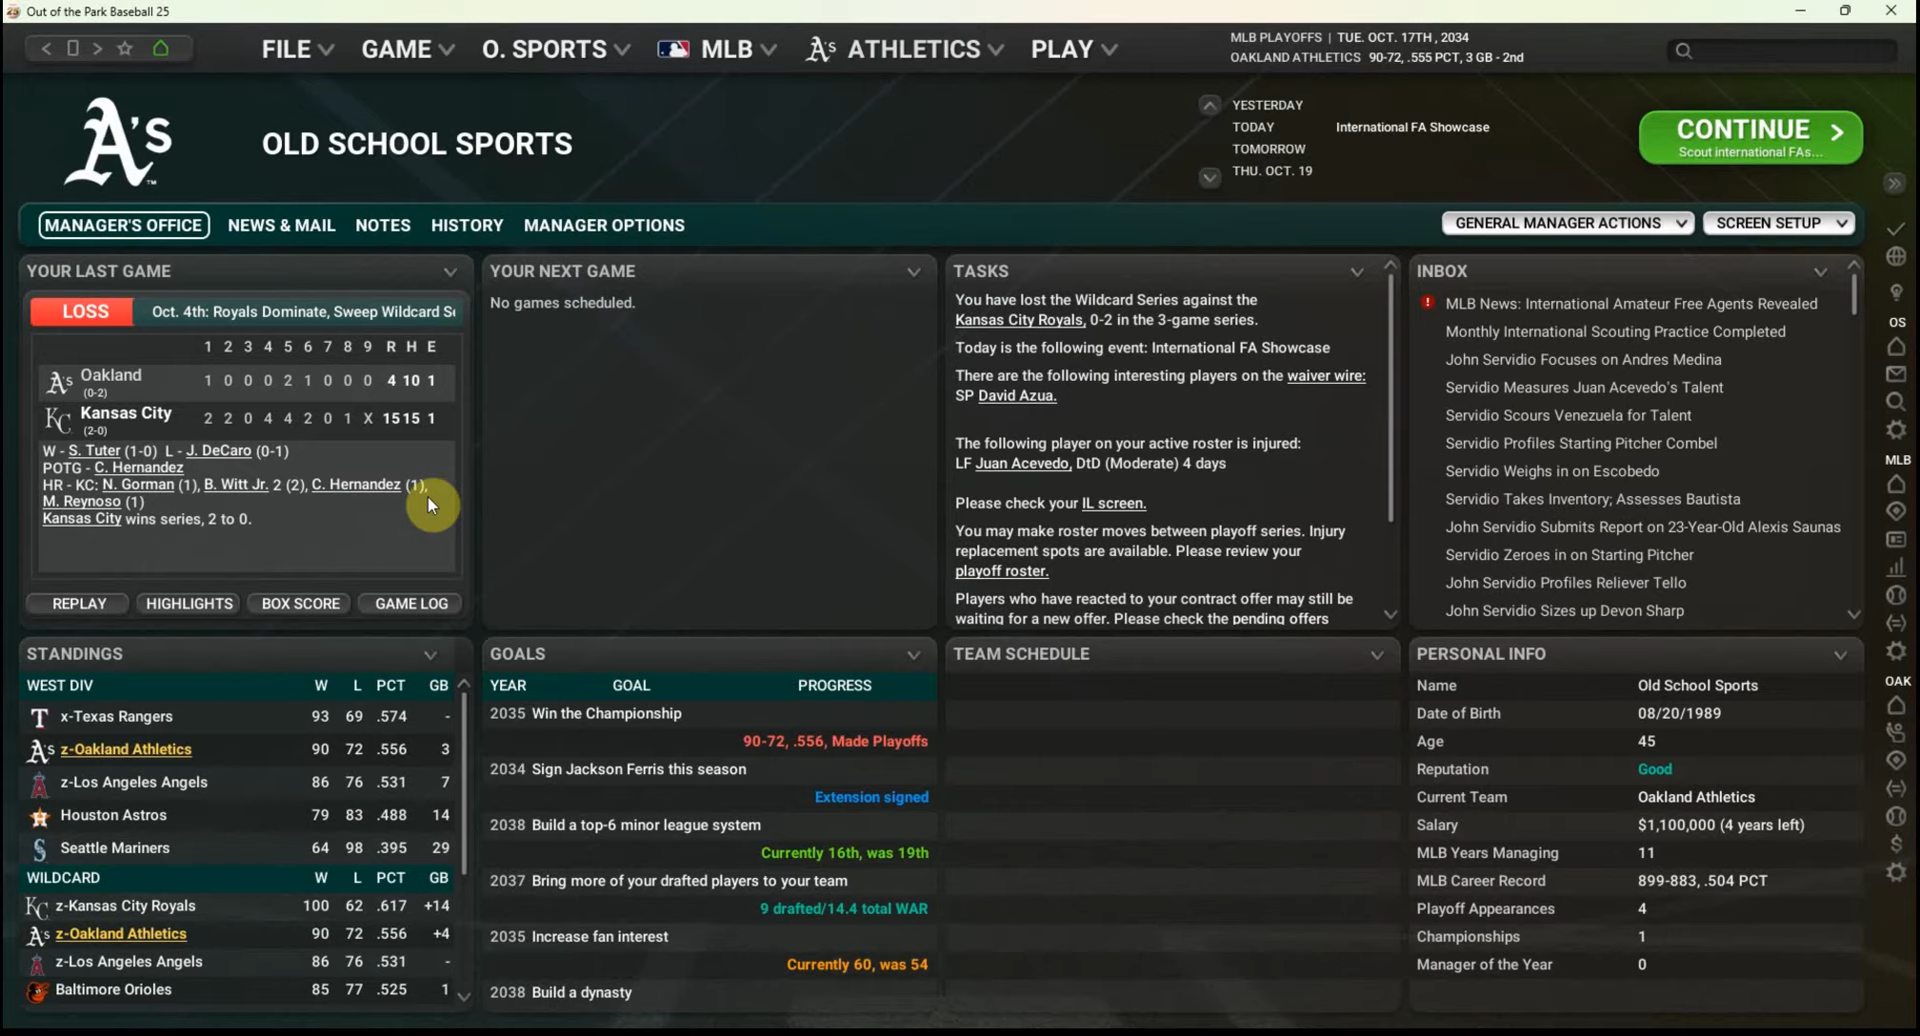 Out of the Park Baseball 25
FILE GAME O. SPORTS MLB A's ATHLETICS PLAY
MLB PLAYOFFS | TUE. OCT. 17TH , 2034
OAKLAND ATHLETICS 90-72, .555 PCT, 3 GB - 2nd
A's
OLD SCHOOL SPORTS
YESTERDAY
TODAY International FA Showcase
TOMORROW
THU. OCT. 19
CONTINUE
Scout international FAs...
MANAGER'S OFFICE NEWS & MAIL NOTES HISTORY MANAGER OPTIONS
GENERAL MANAGER ACTIONS SCREEN SETUP
YOUR LAST GAME
LOSS Oct. 4th: Royals Dominate, Sweep Wildcard Se
1 2 3 4 5 6 7 8 9 R H E
A's Oakland 1 0 0 0 2 1 0 0 0 4 10 1
(0-2)
KC Kansas City 2 2 0 4 4 2 0 1 X 15 15 1
(2-0)
W - S. Tuter (1-0) L - J. DeCaro (0-1)
POTG - C. Hernandez
HR - KC: N. Gorman (1), B. Witt Jr. 2 (2), C. Hernandez (1),
M. Reynoso (1)
Kansas City wins series, 2 to 0.
REPLAY HIGHLIGHTS BOX SCORE GAME LOG
YOUR NEXT GAME
No games scheduled.
TASKS
You have lost the Wildcard Series against the
Kansas City Royals, 0-2 in the 3-game series.
Today is the following event: International FA Showcase
There are the following interesting players on the waiver wire:
SP David Azua.
The following player on your active roster is injured:
LF Juan Acevedo, DtD (Moderate) 4 days
Please check your IL screen.
You may make roster moves between playoff series. Injury
replacement spots are available. Please review your
playoff roster.
Players who have reacted to your contract offer may still be
waiting for a new offer. Please check the pending offers
INBOX
! MLB News: International Amateur Free Agents Revealed
Monthly International Scouting Practice Completed
John Servidio Focuses on Andres Medina
Servidio Measures Juan Acevedo's Talent
Servidio Scours Venezuela for Talent
Servidio Profiles Starting Pitcher Combel
Servidio Weighs in on Escobedo
Servidio Takes Inventory; Assesses Bautista
John Servidio Submits Report on 23-Year-Old Alexis Saunas
Servidio Zeroes in on Starting Pitcher
John Servidio Profiles Reliever Tello
John Servidio Sizes up Devon Sharp
OS
MLB
OAK
STANDINGS
WEST DIV W L PCT GB
T x-Texas Rangers 93 69 .574 -
A's z-Oakland Athletics 90 72 .556 3
A z-Los Angeles Angels 86 76 .531 7
H Houston Astros 79 83 .488 14
S Seattle Mariners 64 98 .395 29
WILDCARD W L PCT GB
KC z-Kansas City Royals 100 62 .617 +14
A's z-Oakland Athletics 90 72 .556 +4
A z-Los Angeles Angels 86 76 .531 -
Baltimore Orioles 85 77 .525 1
GOALS
YEAR GOAL PROGRESS
2035 Win the Championship
90-72, .556, Made Playoffs
2034 Sign Jackson Ferris this season
Extension signed
2038 Build a top-6 minor league system
Currently 16th, was 19th
2037 Bring more of your drafted players to your team
9 drafted/14.4 total WAR
2035 Increase fan interest
Currently 60, was 54
2038 Build a dynasty
TEAM SCHEDULE
PERSONAL INFO
Name Old School Sports
Date of Birth 08/20/1989
Age 45
Reputation Good
Current Team Oakland Athletics
Salary $1,100,000 (4 years left)
MLB Years Managing 11
MLB Career Record 899-883, .504 PCT
Playoff Appearances 4
Championships 1
Manager of the Year 0